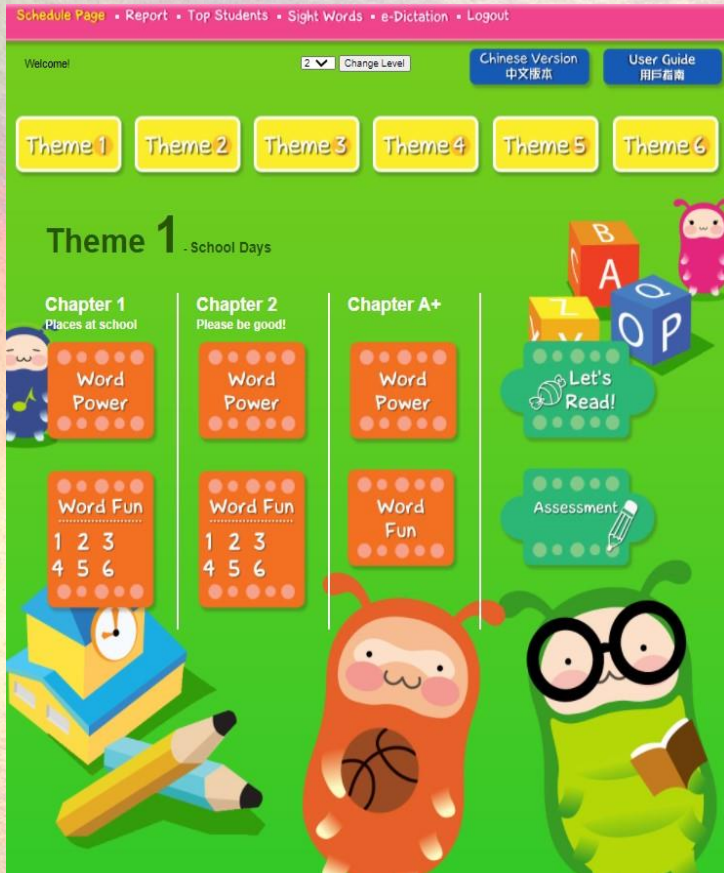 Schedule Page • Report • Top Students • Sight Words • e-Dictation • Logout
Welcome!
2 Change Level
Chinese Version
中文版本
User Guide
用戶指南
Theme 1
Theme 2
Theme 3
Theme 4
Theme 5
Theme 6
Theme 1 - School Days
Chapter 1
Places at school
Word
Power
Word Fun
1 2 3
4 5 6
Chapter 2
Please be good!
Word
Power
Word Fun
1 2 3
4 5 6
Chapter A+
Word
Power
Word
Fun
Let's
Read!
Assessment
B
A
Z
Q
O P